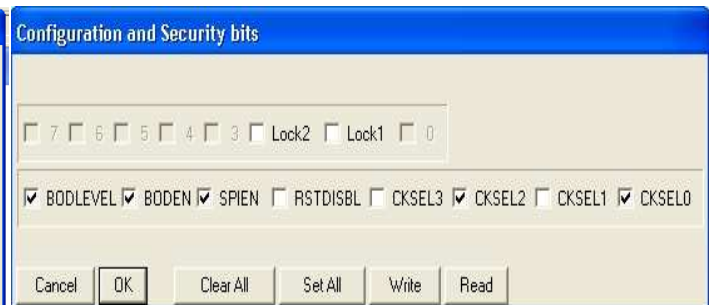 Configuration and Security bits
7 6 5 4 3 Lock2 Lock1 0
BODLEVEL BODEN SPIEN RSTDISBL CKSEL3 CKSEL2 CKSEL1 CKSEL0
Cancel OK Clear All Set All Write Read